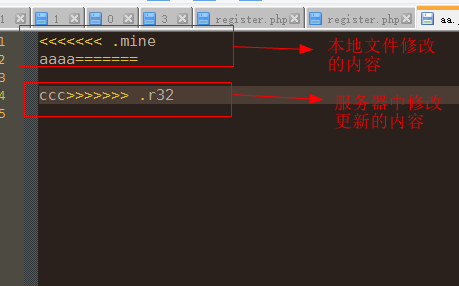 1
1
0
3
register.php
register.php
aa.
1 <<<<<<< .mine
2 aaaa=======
3
4 ccc>>>>>>> .r32
5
本地文件修改
的内容
服务器中修改
更新的内容